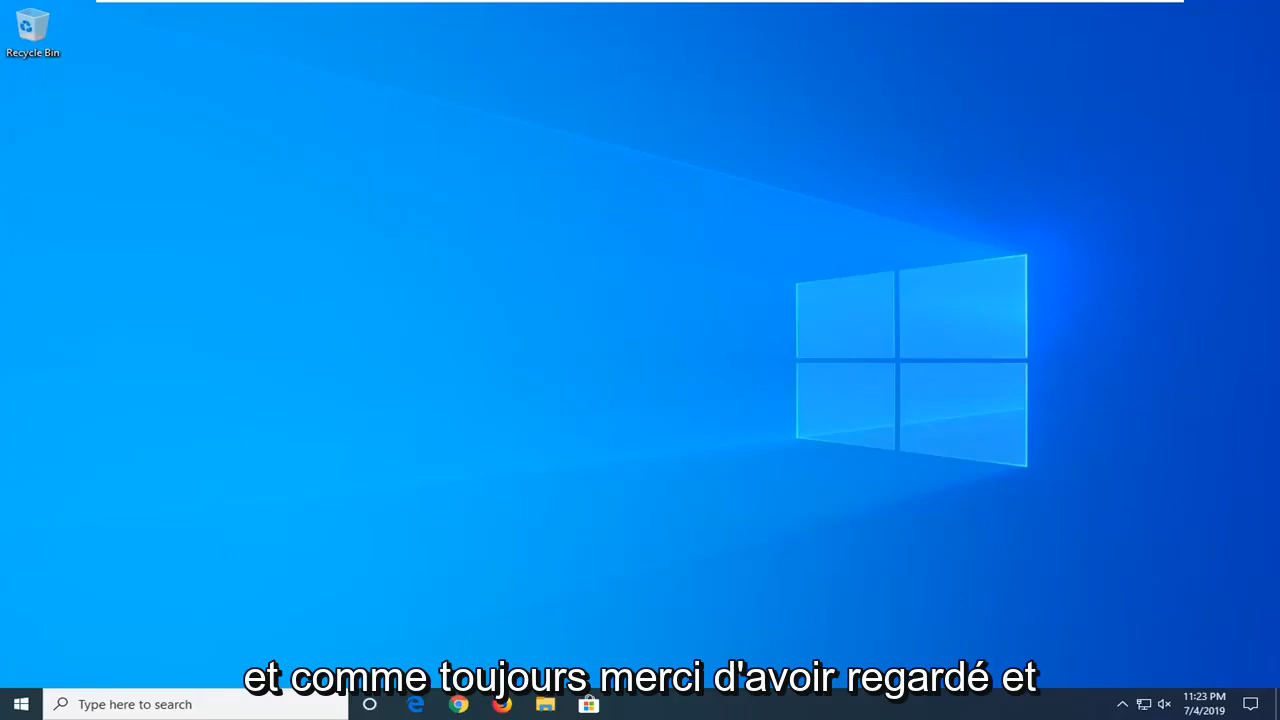 Recycle Bin
et comme toujours merci d'avoir regardé et
Type here to search
11:23 PM
7/4/2019